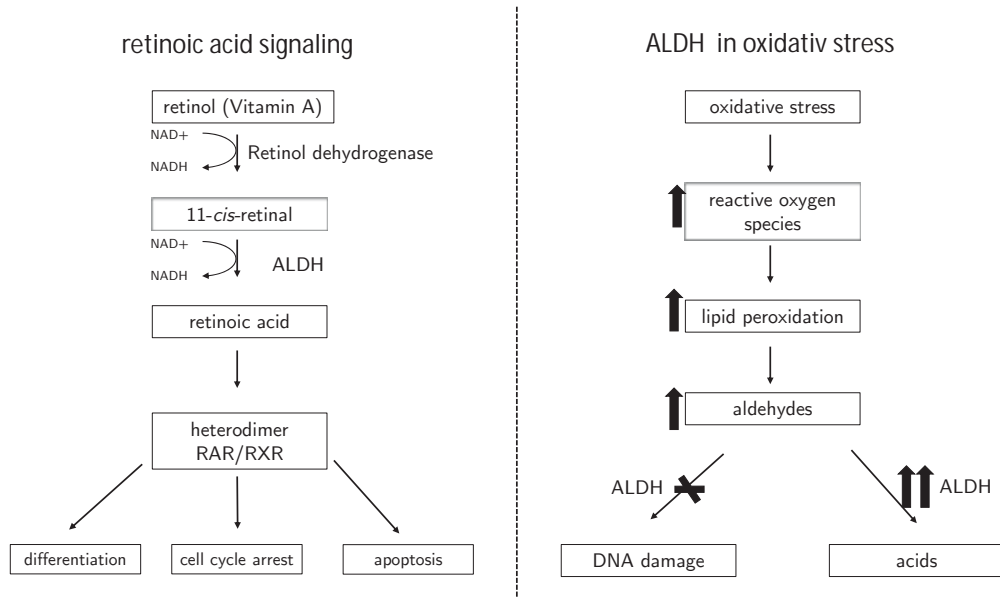 retinoic acid signaling
retinol (Vitamin A)
NAD+
Retinol dehydrogenase
NADH
11-cis-retinal
NAD+
ALDH
NADH
retinoic acid
heterodimer
RAR/RXR
differentiation
cell cycle arrest
apoptosis
ALDH in oxidativ stress
oxidative stress
reactive oxygen
species
lipid peroxidation
aldehydes
ALDH
ALDH
DNA damage
acids